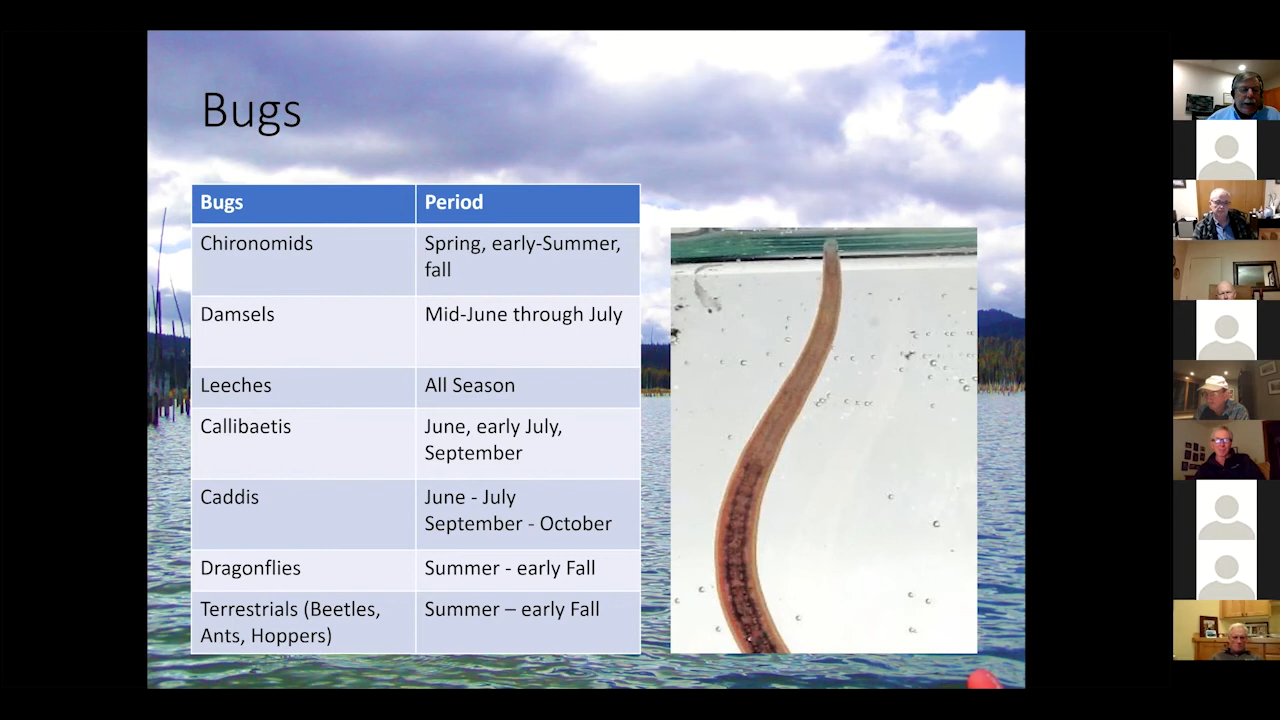 Bugs
Bugs
Period
Chironomids
Spring, early-Summer,
fall
Damsels
Mid-June through July
Leeches
All Season
Callibaetis
June, early July,
September
Caddis
June - July
September - October
Dragonflies
Summer - early Fall
Terrestrials (Beetles,
Ants, Hoppers)
Summer – early Fall